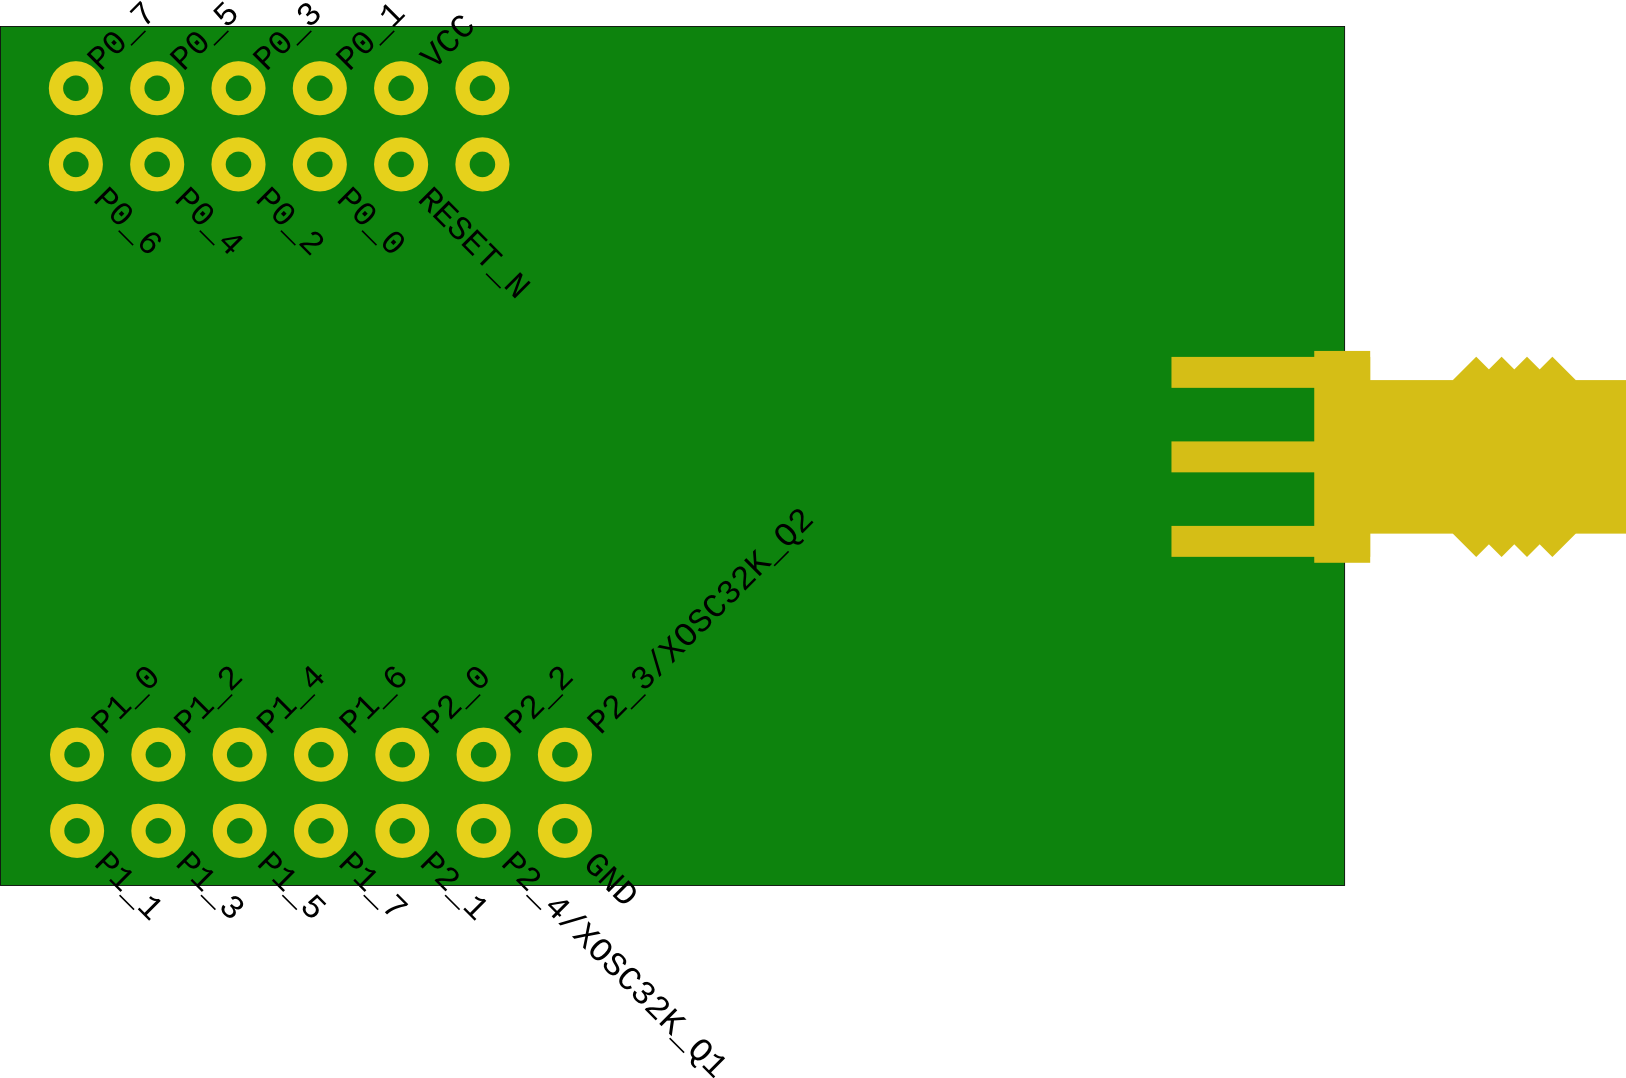 P0_7
P0_5
P0_3
P0_1
VCC
P0_6
P0_4
P0_2
P0_0
RESET_N
P1_0
P1_2
P1_4
P1_6
P2_0
P2_2
P2_3/XOSC32K_Q2
P1_1
P1_3
P1_5
P1_7
P2_1
P2_4/XOSC32K_Q1
GND